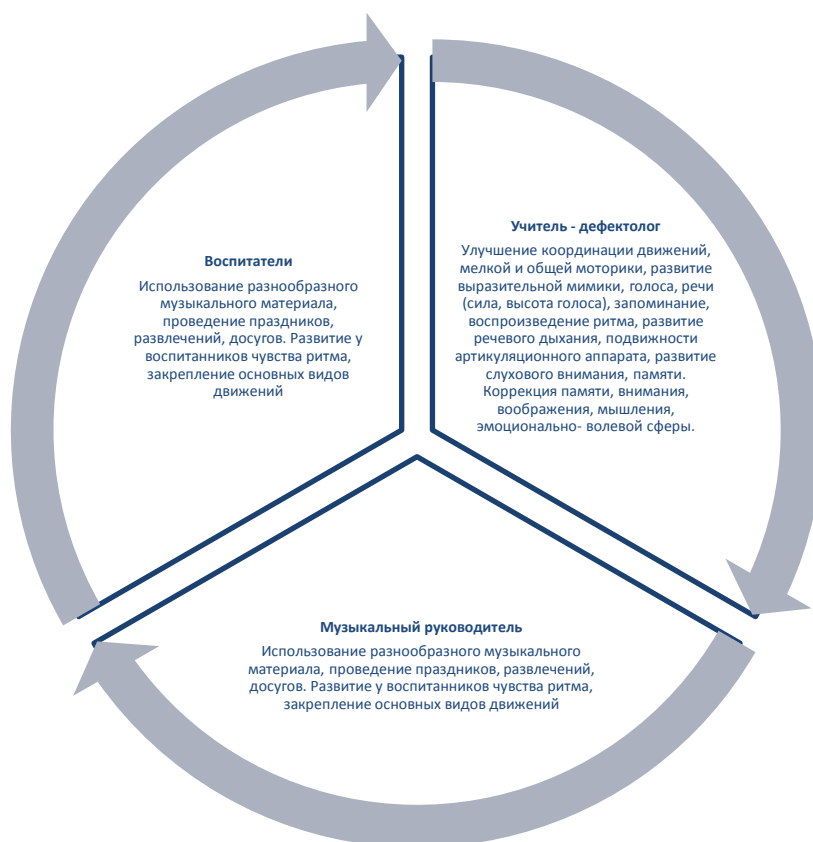 Воспитатели
Использование разнообразного
музыкального материала,
проведение праздников,
развлечений, досугов. Развитие у
воспитанников чувства ритма,
закрепление основных видов
движений
Учитель - дефектолог
Улучшение координации движений,
мелкой и общей моторики, развитие
выразительной мимики, голоса, речи
(сила, высота голоса), запоминание,
воспроизведение ритма, развитие
речевого дыхания, подвижности
артикуляционного аппарата, развитие
слухового внимания, памяти.
Коррекция памяти, внимания,
воображения, мышления,
эмоционально- волевой сферы.
Музыкальный руководитель
Использование разнообразного музыкального
материала, проведение праздников, развлечений,
досугов. Развитие у воспитанников чувства ритма,
закрепление основных видов движений